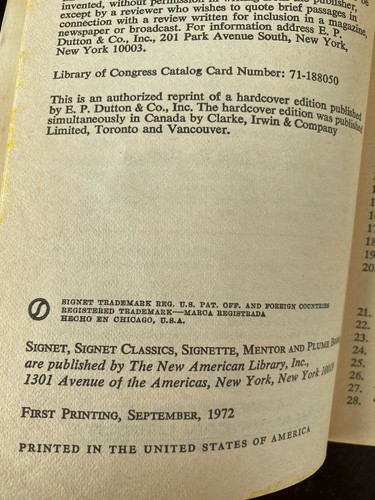 invented, without permission in writing from the publisher,
except by a reviewer who wishes to quote brief passages in
connection with a review written for inclusion in a magazine,
newspaper or broadcast. For information address E. P.
Dutton & Co., Inc., 201 Park Avenue South, New York,
New York 10003.
Library of Congress Catalog Card Number: 71-188050
This is an authorized reprint of a hardcover edition published
by E. P. Dutton & Co., Inc. The hardcover edition was published
simultaneously in Canada by Clarke, Irwin & Company
Limited, Toronto and Vancouver.
SIGNET TRADEMARK REG. U.S. PAT. OFF. AND FOREIGN COUNTRIES
REGISTERED TRADEMARK—MARCA REGISTRADA
HECHO EN CHICAGO, U.S.A.
SIGNET, SIGNET CLASSICS, SIGNETTE, MENTOR AND PLUME BOOKS
are published by The New American Library, Inc.,
1301 Avenue of the Americas, New York, New York 10019
FIRST PRINTING, SEPTEMBER, 1972
PRINTED IN THE UNITED STATES OF AMERICA
17.
18.
19.
20.
21.
22.
23.
24.
25.
26.
27.
28.